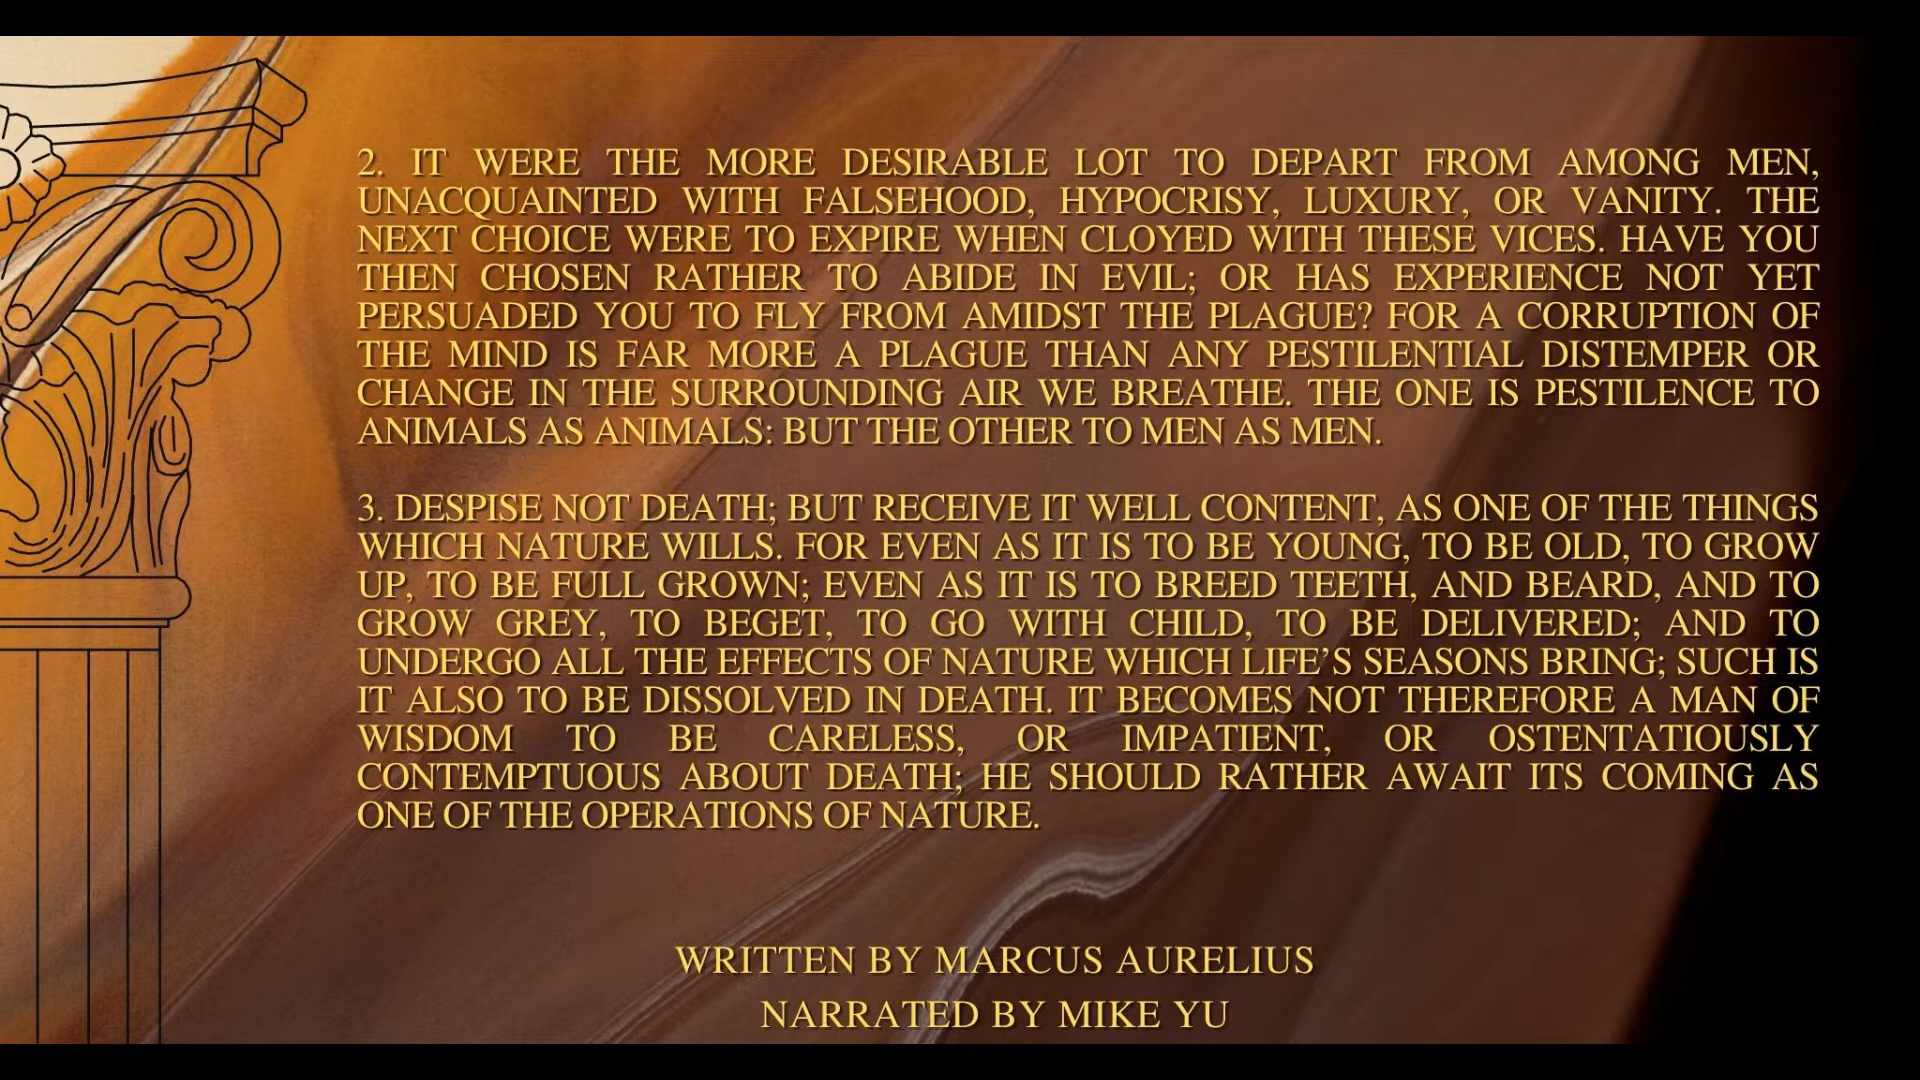 2. IT WERE THE MORE DESIRABLE LOT TO DEPART FROM AMONG MEN,
UNACQUAINTED WITH FALSEHOOD, HYPOCRISY, LUXURY, OR VANITY. THE
NEXT CHOICE WERE TO EXPIRE WHEN CLOYED WITH THESE VICES. HAVE YOU
THEN CHOSEN RATHER TO ABIDE IN EVIL; OR HAS EXPERIENCE NOT YET
PERSUADED YOU TO FLY FROM AMIDST THE PLAGUE? FOR A CORRUPTION OF
THE MIND IS FAR MORE A PLAGUE THAN ANY PESTILENTIAL DISTEMPER OR
CHANGE IN THE SURROUNDING AIR WE BREATHE. THE ONE IS PESTILENCE TO
ANIMALS AS ANIMALS: BUT THE OTHER TO MEN AS MEN.
3. DESPISE NOT DEATH; BUT RECEIVE IT WELL CONTENT, AS ONE OF THE THINGS
WHICH NATURE WILLS. FOR EVEN AS IT IS TO BE YOUNG, TO BE OLD, TO GROW
UP, TO BE FULL GROWN; EVEN AS IT IS TO BREED TEETH, AND BEARD, AND TO
GROW GREY, TO BEGET, TO GO WITH CHILD, TO BE DELIVERED; AND TO
UNDERGO ALL THE EFFECTS OF NATURE WHICH LIFE’S SEASONS BRING; SUCH IS
IT ALSO TO BE DISSOLVED IN DEATH. IT BECOMES NOT THEREFORE A MAN OF
WISDOM TO BE CARELESS, OR IMPATIENT, OR OSTENTATIOUSLY
CONTEMPTUOUS ABOUT DEATH; HE SHOULD RATHER AWAIT ITS COMING AS
ONE OF THE OPERATIONS OF NATURE.
WRITTEN BY MARCUS AURELIUS
NARRATED BY MIKE YU